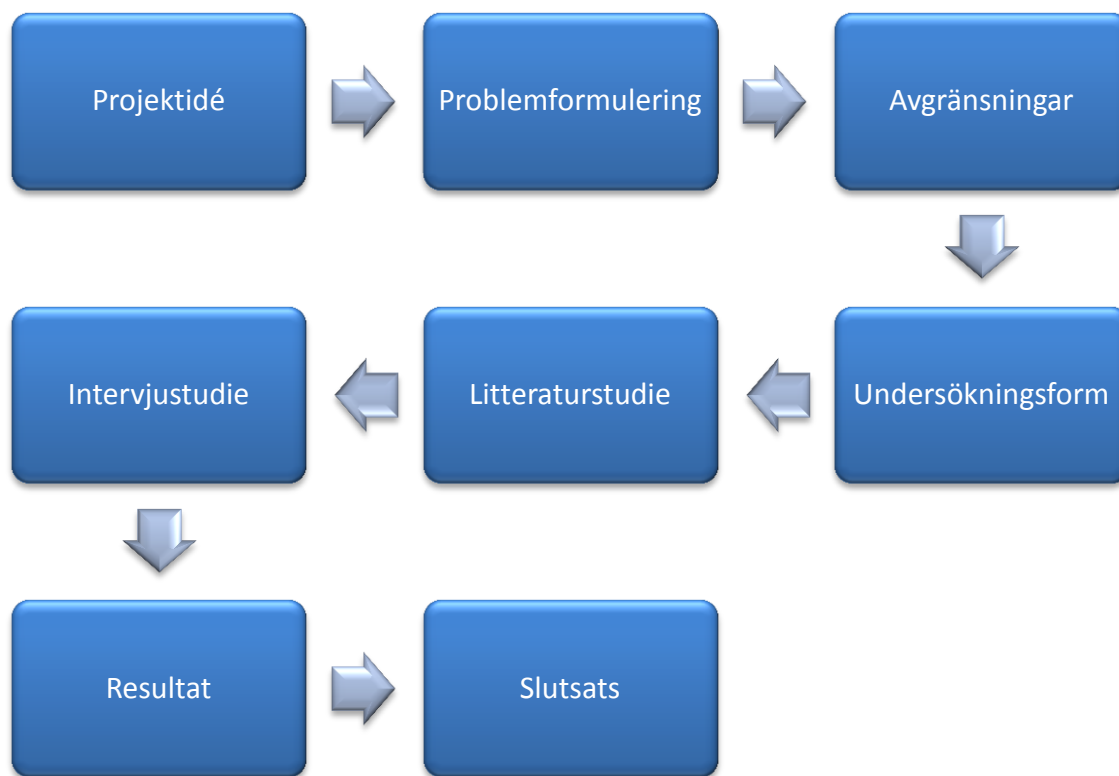 Projektidé
Problemformulering
Avgränsningar
Undersökningsform
Litteraturstudie
Intervjustudie
Resultat
Slutsats